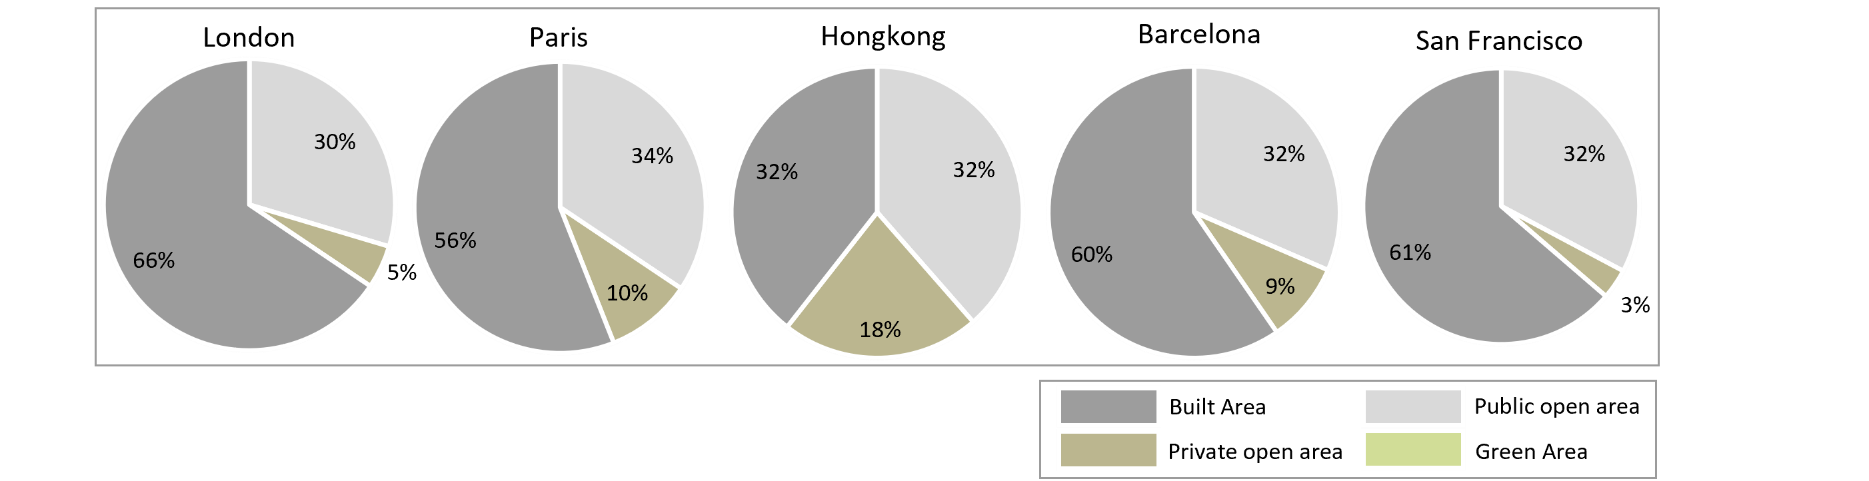 London
Paris
Hongkong
Barcelona
San Francisco
30%
5%
66%
34%
10%
56%
32%
18%
32%
32%
9%
60%
32%
3%
61%
Built Area
Public open area
Private open area
Green Area